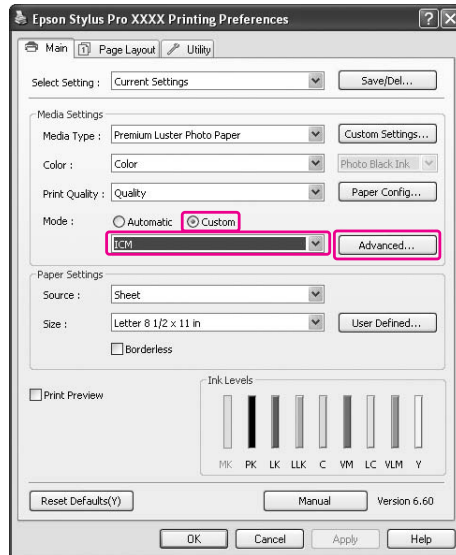 Epson Stylus Pro XXXX Printing Preferences
Main Page Layout Utility
Select Setting : Current Settings Save/Del...
Media Settings
Media Type : Premium Luster Photo Paper Custom Settings...
Color : Color Photo Black Ink
Print Quality : Quality Paper Config...
Mode : Automatic Custom
ICM Advanced...
Paper Settings
Source : Sheet
Size : Letter 8 1/2 x 11 in User Defined...
Borderless
Print Preview
Ink Levels
MK PK LK LLK C VM LC VLM Y
Reset Defaults(Y) Manual Version 6.60
OK Cancel Apply Help